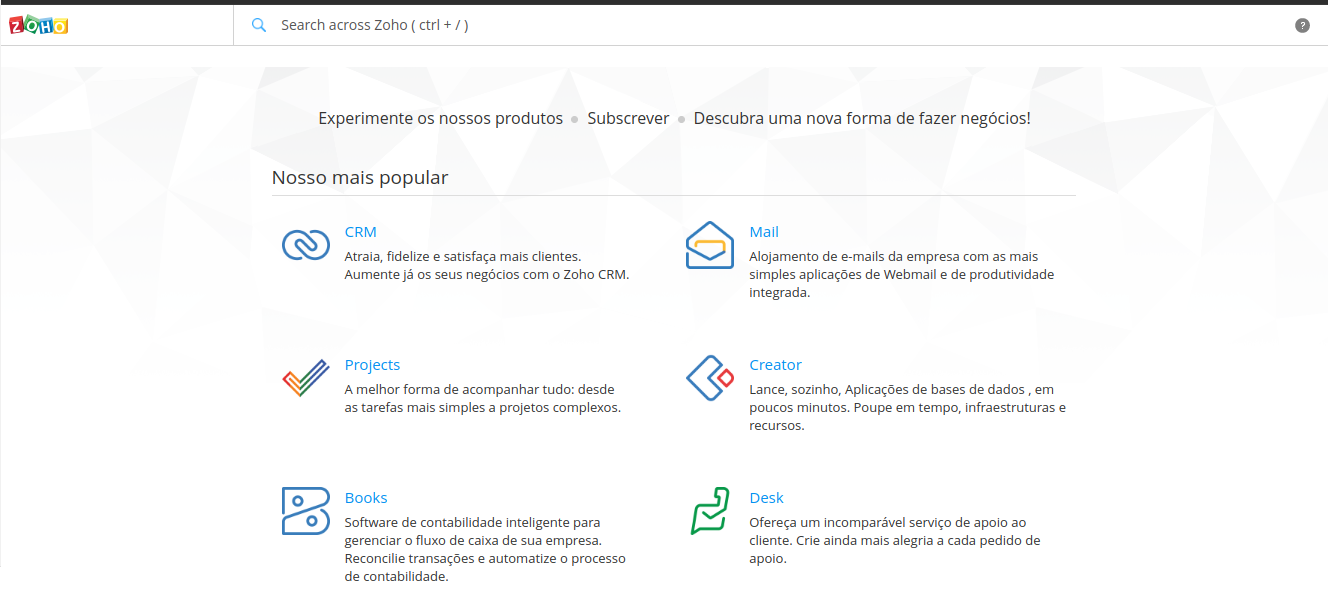 ZOHO
Search across Zoho ( ctrl + / )
?
Experimente os nossos produtos ● Subscrever ● Descubra uma nova forma de fazer negócios!
Nosso mais popular
CRM
Atraia, fidelize e satisfaça mais clientes.
Aumente já os seus negócios com o Zoho CRM.
Mail
Alojamento de e-mails da empresa com as mais
simples aplicações de Webmail e de produtividade
integrada.
Projects
A melhor forma de acompanhar tudo: desde
as tarefas mais simples a projetos complexos.
Creator
Lance, sozinho, Aplicações de bases de dados , em
poucos minutos. Poupe em tempo, infraestruturas e
recursos.
Books
Software de contabilidade inteligente para
gerenciar o fluxo de caixa de sua empresa.
Reconcilie transações e automatize o processo
de contabilidade.
Desk
Ofereça um incomparável serviço de apoio ao
cliente. Crie ainda mais alegria a cada pedido de
apoio.